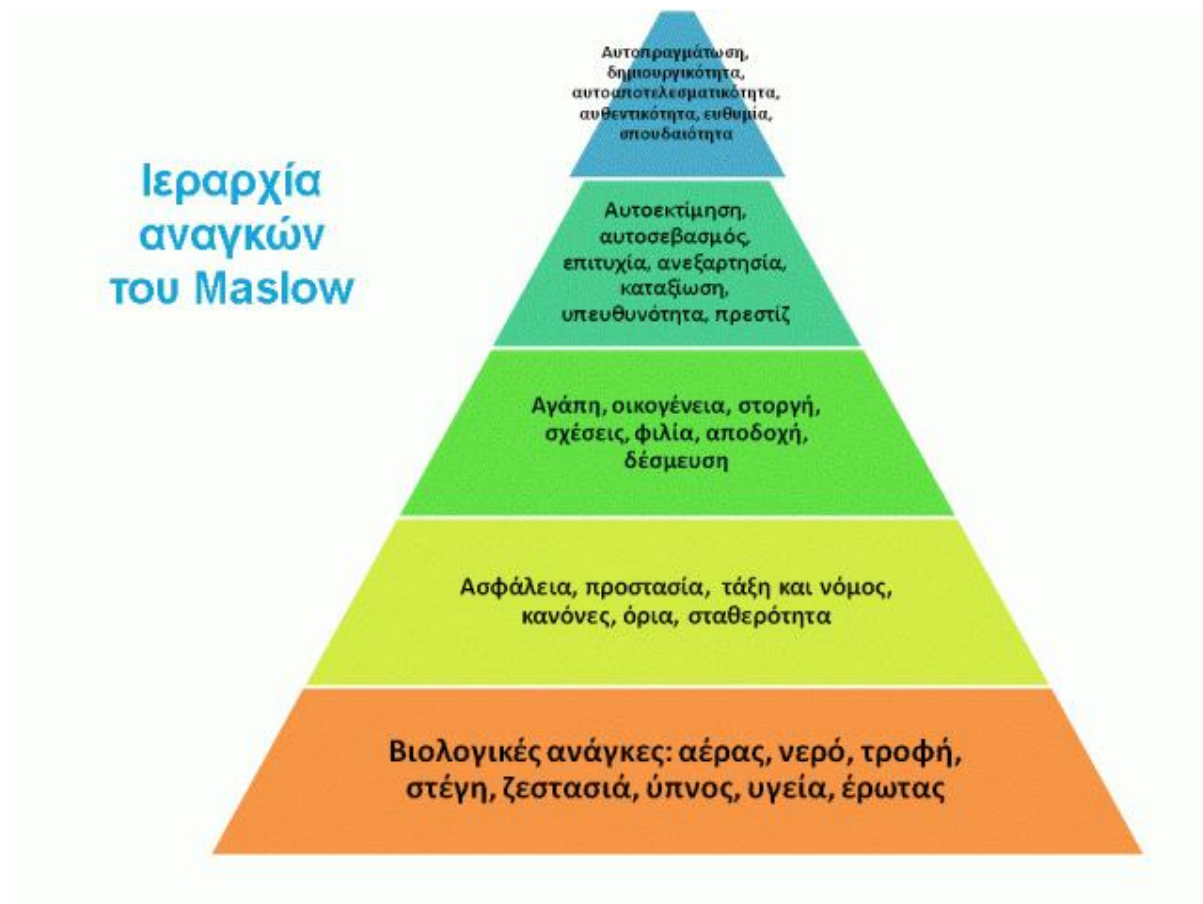 Ιεραρχία
αναγκών
του Maslow
Αυτοπραγμάτωση,
δημιουργικότητα,
αυτοαποτελεσματικότητα,
αυθεντικότητα, ευθυμία,
σπουδαιότητα
Αυτοεκτίμηση,
αυτοσεβασμός,
επιτυχία, ανεξαρτησία,
καταξίωση,
υπευθυνότητα, πρεστίζ
Αγάπη, οικογένεια, στοργή,
σχέσεις, φιλία, αποδοχή,
δέσμευση
Ασφάλεια, προστασία, τάξη και νόμος,
κανόνες, όρια, σταθερότητα
Βιολογικές ανάγκες: αέρας, νερό, τροφή,
στέγη, ζεστασιά, ύπνος, υγεία, έρωτας